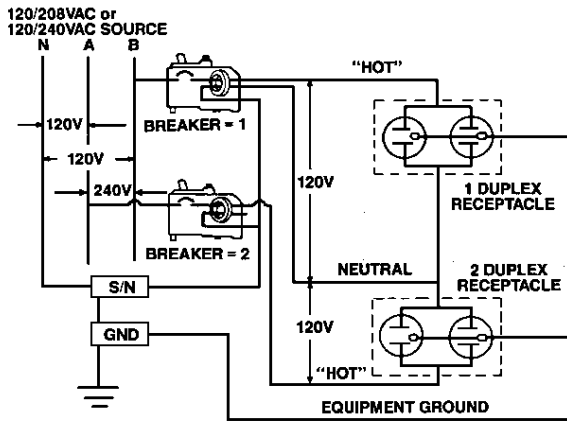 120/208VAC or
120/240VAC SOURCE
N A B
"HOT"
120V
BREAKER = 1
120V
120V
1 DUPLEX
RECEPTACLE
240V
BREAKER = 2
NEUTRAL
2 DUPLEX
RECEPTACLE
S/N
120V
GND
"HOT"
EQUIPMENT GROUND